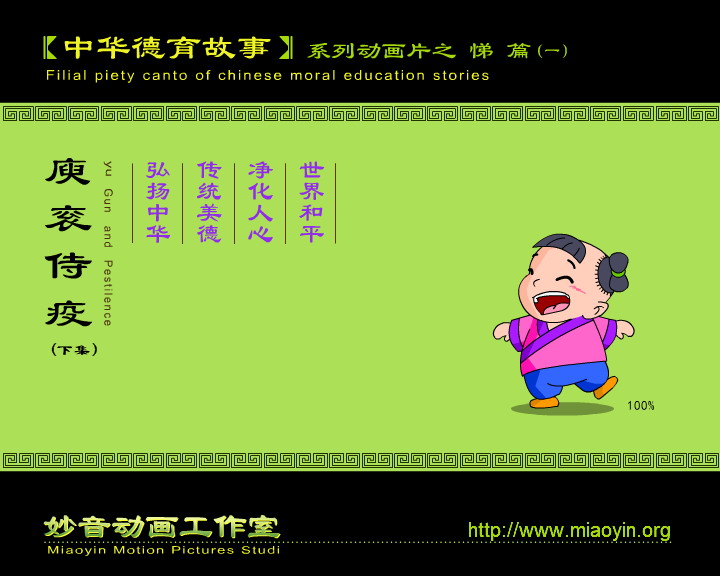 【中华德育故事】系列动画片之 悌 篇(一)
Filial piety canto of chinese moral education stories
庾衮侍疫
(下集)
yu Gun and Pestilence
弘扬中华
传统美德
净化人心
世界和平
100%
妙音动画工作室
http://www.miaoyin.org
Miaoyin Motion Pictures Studi